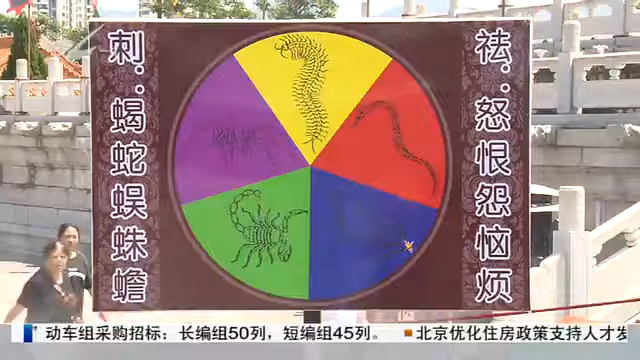 刺：蝎蛇蜈蛛蟾
祛：怒恨怨恼烦
动车组采购招标：长编组50列，短编组45列。 ■北京优化住房政策支持人才发